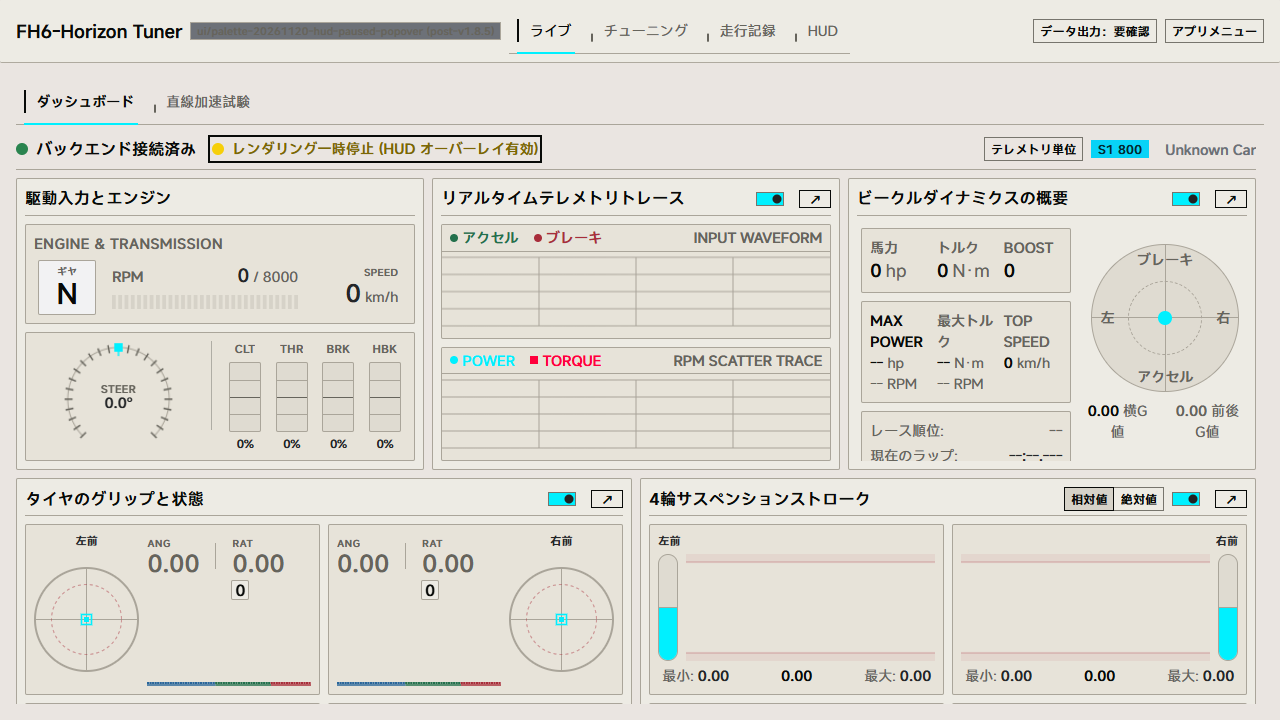 FH6-Horizon Tuner ui/palette-20261120-hud-paused-popover (post-v1.8.5) ライブ チューニング 走行記録 HUD データ出力: 要確認 アプリメニュー
ダッシュボード 直線加速試験
バックエンド接続済み レンダリング一時停止 (HUD オーバーレイ有効) テレメトリ単位 S1 800 Unknown Car
駆動入力とエンジン
ENGINE & TRANSMISSION
ギヤ
N
RPM 0 / 8000
SPEED
0 km/h
STEER
0.0°
CLT THR BRK HBK
0% 0% 0% 0%
リアルタイムテレメトリトレース ↗
アクセル ブレーキ INPUT WAVEFORM
POWER TORQUE RPM SCATTER TRACE
ビークルダイナミクスの概要 ↗
馬力 トルク BOOST
0 hp 0 N·m 0
MAX POWER 最大トルク TOP SPEED
-- hp -- N·m 0 km/h
-- RPM -- RPM
レース順位: --
現在のラップ: --:--.---
ブレーキ
左 右
アクセル
0.00 横G値 0.00 前後G値
タイヤのグリップと状態 ↗
左前
ANG RAT
0.00 0.00
0
ANG RAT
0.00 0.00
0
右前
4輪サスペンションストローク 相対値 絶対値 ↗
左前
最小: 0.00 0.00 最大: 0.00
右前
最小: 0.00 0.00 最大: 0.00